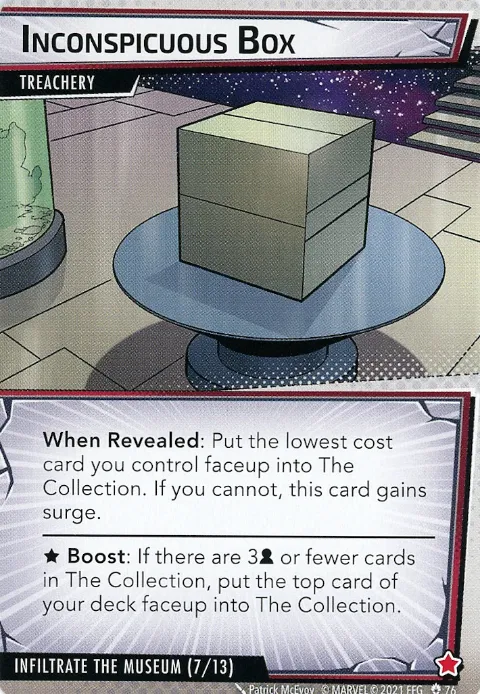 INCONSPICUOUS BOX
TREACHERY
When Revealed: Put the lowest cost
card you control faceup into The
Collection. If you cannot, this card gains
surge.
★ Boost: If there are 3👤 or fewer cards
in The Collection, put the top card of
your deck faceup into The Collection.
INFILTRATE THE MUSEUM (7/13)
Patrick McEvoy © MARVEL © 2021 FFG 76